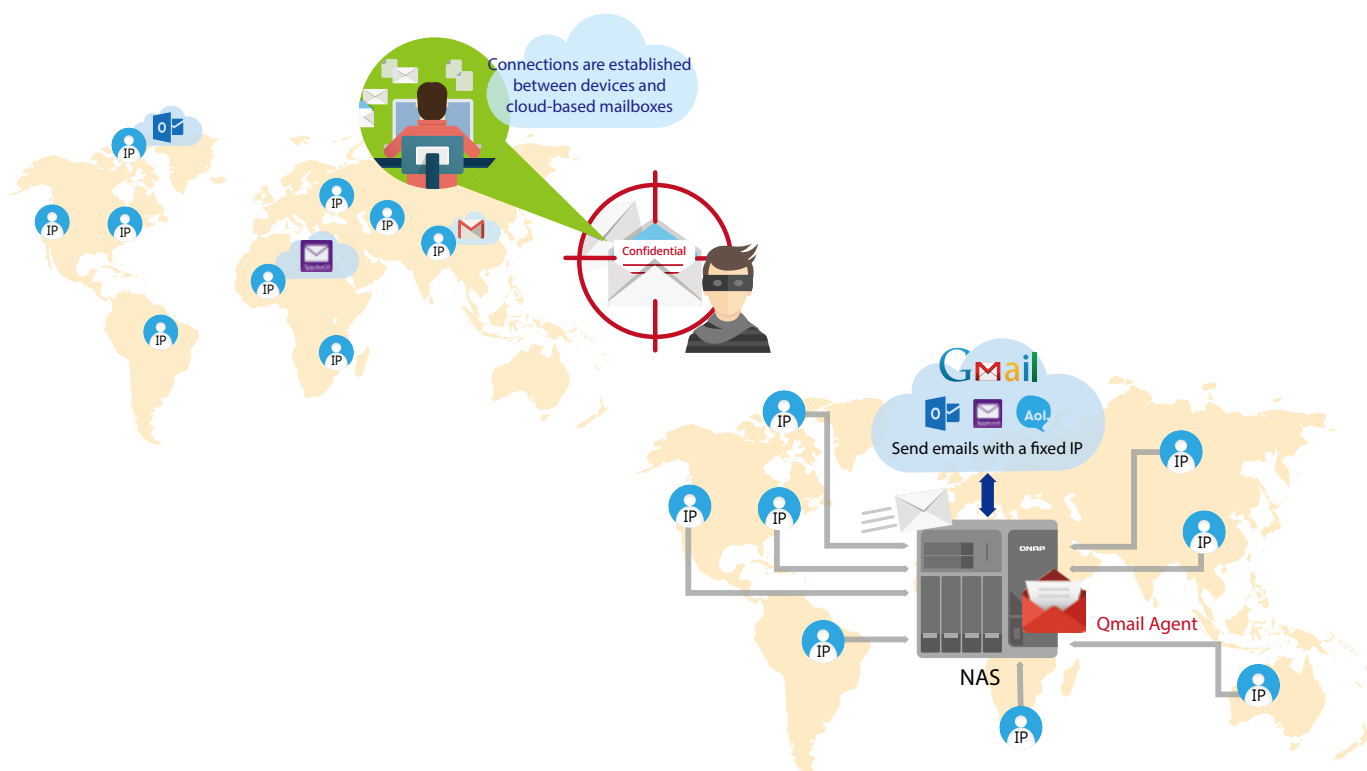 Connections are established
between devices and
cloud-based mailboxes
O
IP
IP
IP
IP
IP
IP
IP
IP
IP
Confidential
Gmail
O
Aol.
Send emails with a fixed IP
IP
IP
IP
IP
IP
QNAP
Qmail Agent
IP
NAS
IP
IP